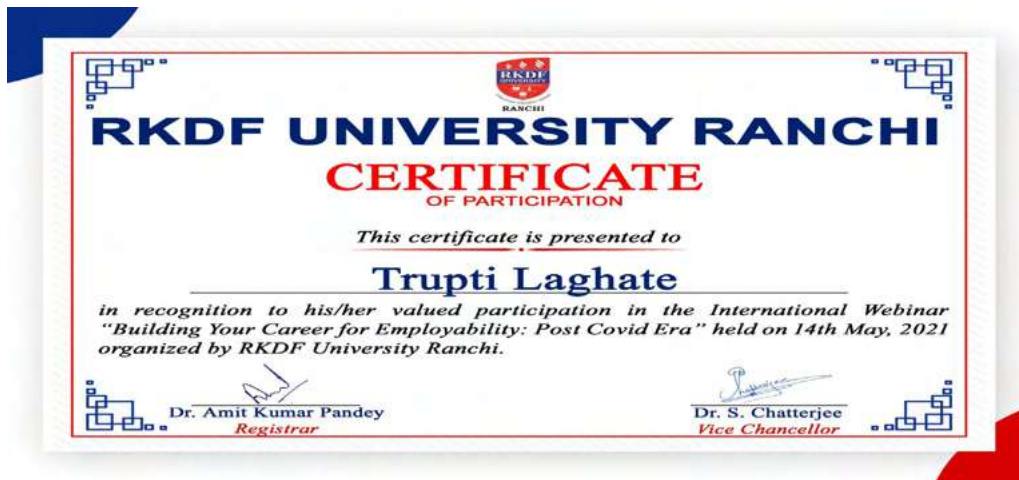 RKDF
UNIVERSITY
RANCHI
RKDF UNIVERSITY RANCHI
CERTIFICATE
OF PARTICIPATION
This certificate is presented to
Trupti Laghate
in recognition to his/her valued participation in the International Webinar
"Building Your Career for Employability: Post Covid Era" held on 14th May, 2021
organized by RKDF University Ranchi.
Dr. Amit Kumar Pandey
Registrar
Dr. S. Chatterjee
Vice Chancellor